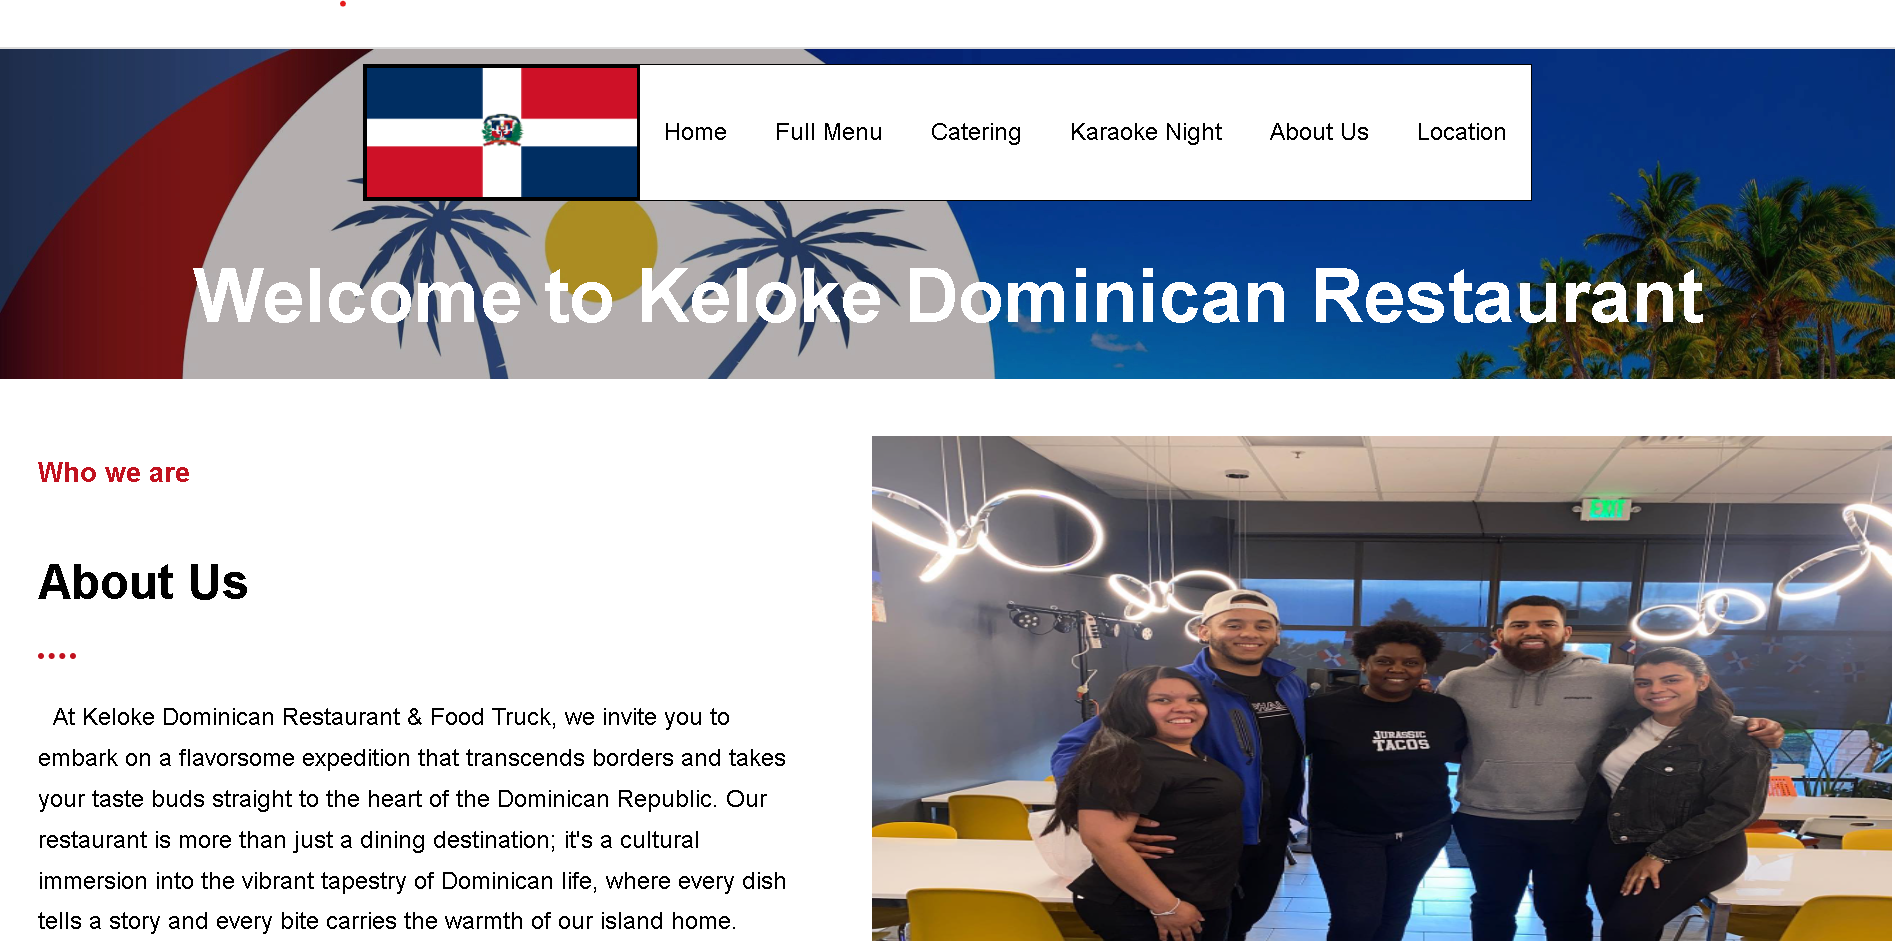 Home Full Menu Catering Karaoke Night About Us Location
Welcome to Keloke Dominican Restaurant
Who we are
About Us
At Keloke Dominican Restaurant & Food Truck, we invite you to
embark on a flavorsome expedition that transcends borders and takes
your taste buds straight to the heart of the Dominican Republic. Our
restaurant is more than just a dining destination; it's a cultural
immersion into the vibrant tapestry of Dominican life, where every dish
tells a story and every bite carries the warmth of our island home.
EXIT
JURASSIC
TACOS